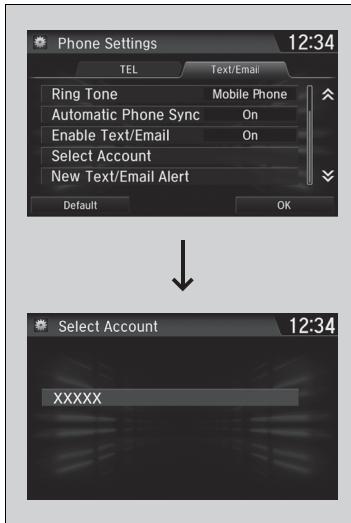 Phone Settings 12:34
TEL Text/Email
Ring Tone Mobile Phone
Automatic Phone Sync On
Enable Text/Email On
Select Account
New Text/Email Alert
Default OK
Select Account 12:34
XXXXX